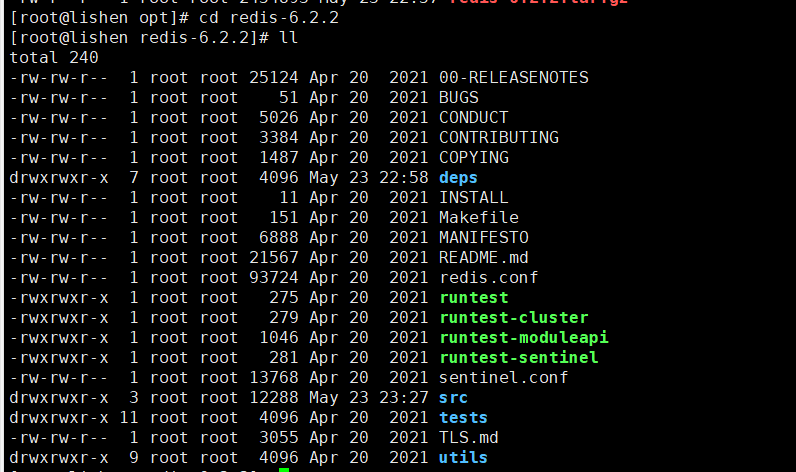 [root@lishen opt]# cd redis-6.2.2
[root@lishen redis-6.2.2]# ll
total 240
-rw-rw-r--  1 root root 25124 Apr 20  2021 00-RELEASENOTES
-rw-rw-r--  1 root root    51 Apr 20  2021 BUGS
-rw-rw-r--  1 root root  5026 Apr 20  2021 CONDUCT
-rw-rw-r--  1 root root  3384 Apr 20  2021 CONTRIBUTING
-rw-rw-r--  1 root root  1487 Apr 20  2021 COPYING
drwxrwxr-x  7 root root  4096 May 23 22:58 deps
-rw-rw-r--  1 root root    11 Apr 20  2021 INSTALL
-rw-rw-r--  1 root root   151 Apr 20  2021 Makefile
-rw-rw-r--  1 root root  6888 Apr 20  2021 MANIFESTO
-rw-rw-r--  1 root root 21567 Apr 20  2021 README.md
-rw-rw-r--  1 root root 93724 Apr 20  2021 redis.conf
-rwxrwxr-x  1 root root   275 Apr 20  2021 runtest
-rwxrwxr-x  1 root root   279 Apr 20  2021 runtest-cluster
-rwxrwxr-x  1 root root  1046 Apr 20  2021 runtest-moduleapi
-rwxrwxr-x  1 root root   281 Apr 20  2021 runtest-sentinel
-rw-rw-r--  1 root root 13768 Apr 20  2021 sentinel.conf
drwxrwxr-x  3 root root 12288 May 23 23:27 src
drwxrwxr-x 11 root root  4096 Apr 20  2021 tests
-rw-rw-r--  1 root root  3055 Apr 20  2021 TLS.md
drwxrwxr-x  9 root root  4096 Apr 20  2021 utils